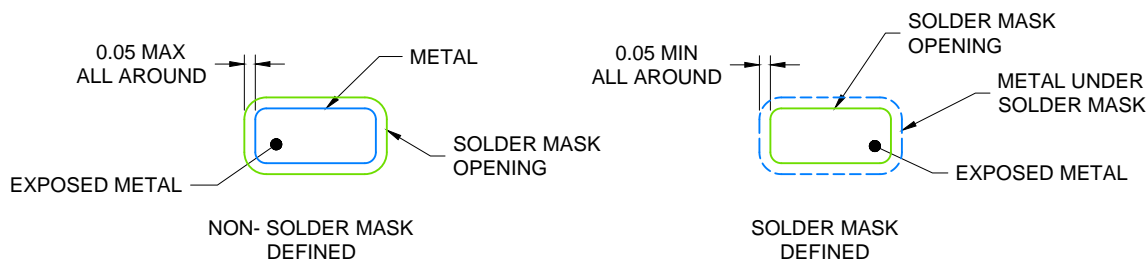 0.05 MAX
ALL AROUND
METAL
SOLDER MASK
OPENING
EXPOSED METAL
NON- SOLDER MASK
DEFINED
0.05 MIN
ALL AROUND
SOLDER MASK
OPENING
METAL UNDER
SOLDER MASK
EXPOSED METAL
SOLDER MASK
DEFINED